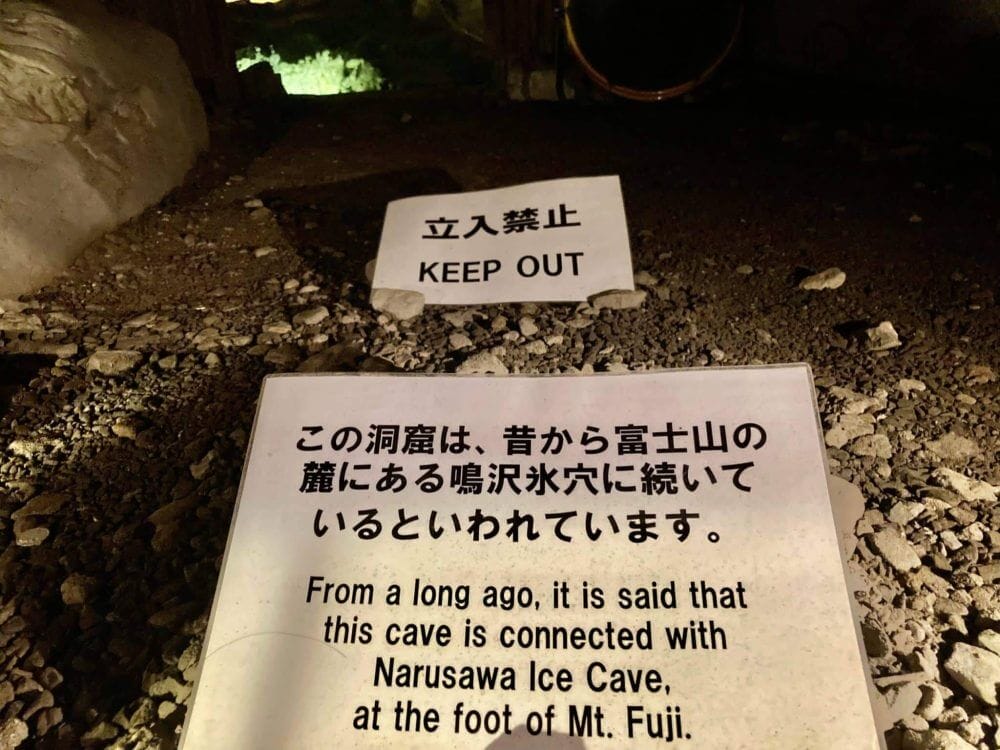 立入禁止
KEEP OUT
この洞窟は、昔から富士山の
麓にある鳴沢氷穴に続いて
いるといわれています。
From a long ago, it is said that
this cave is connected with
Narusawa Ice Cave,
at the foot of Mt. Fuji.